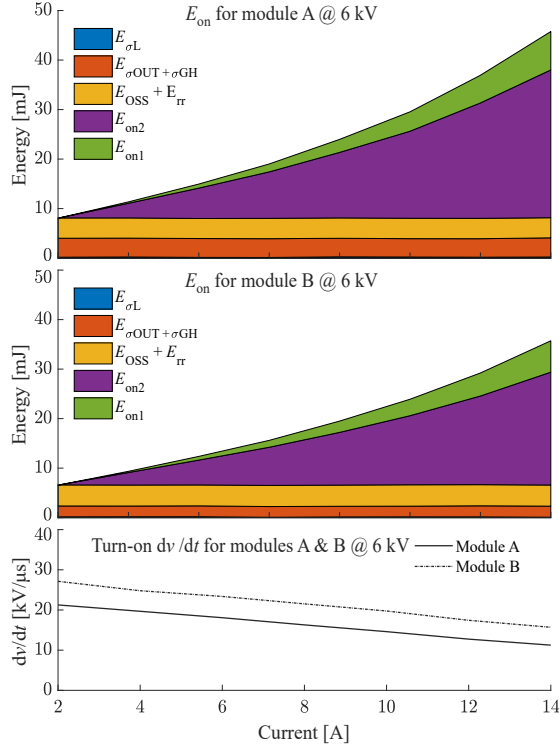 E_on for module A @ 6 kV
50
40
30
20
10
0
Energy [mJ]
E_σL
E_σOUT+σGH
E_OSS + E_rr
E_on2
E_on1
E_on for module B @ 6 kV
50
40
30
20
10
0
Energy [mJ]
E_σL
E_σOUT+σGH
E_OSS + E_rr
E_on2
E_on1
Turn-on dv/dt for modules A & B @ 6 kV
Module A
Module B
40
30
20
10
0
dv/dt [kV/μs]
2 4 6 8 10 12 14
Current [A]